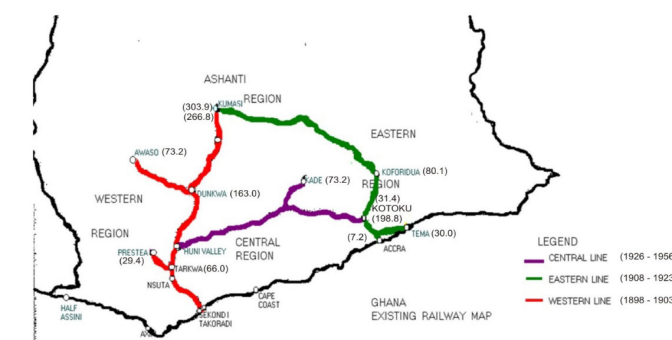 ASHANTI
REGION
(303.9) KUMASI
(266.8)
EASTERN
REGION
AWASO (73.2)
KOFORIDUA (80.1)
KADE (73.2)
DUNKWA (163.0)
(31.4)
KOTOKU
(198.8)
WESTERN
REGION
TEMA (30.0)
(7.2)
ACCRA
HUNI VALLEY
CENTRAL
REGION
PRESTEA
(29.4)
TARKWA (66.0)
NSUTA
CAPE
COAST
HALF
ASSINI
SEKONDI
TAKORADI
GHANA
EXISTING RAILWAY MAP
LEGEND
CENTRAL LINE (1926 - 1956
EASTERN LINE (1908 - 1923
WESTERN LINE (1898 - 1903